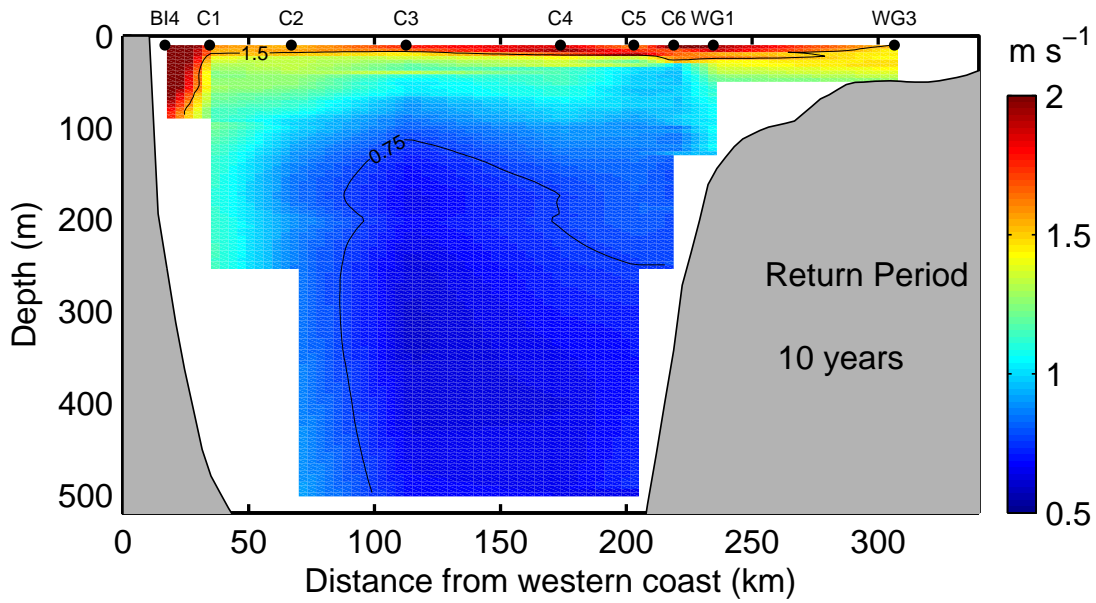 BI4 C1 C2 C3 C4 C5 C6 WG1 WG3
0
100
200
300
400
500
Depth (m)
1.5
0.75
Return Period
10 years
0 50 100 150 200 250 300
Distance from western coast (km)
m s⁻¹
2
1.5
1
0.5